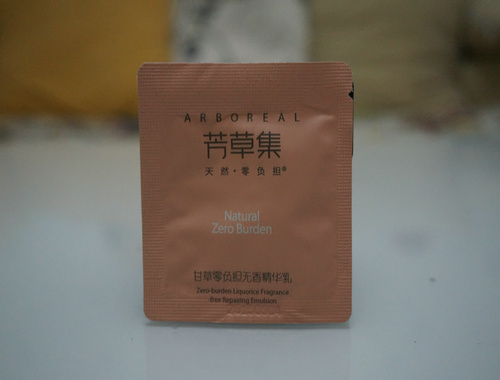 ARBOREAL
芳草集
天然·零负担®
Natural
Zero Burden
甘草零负担无香精华乳
Zero-burden Liquorice Fragrance
-free Repairing Emulsion